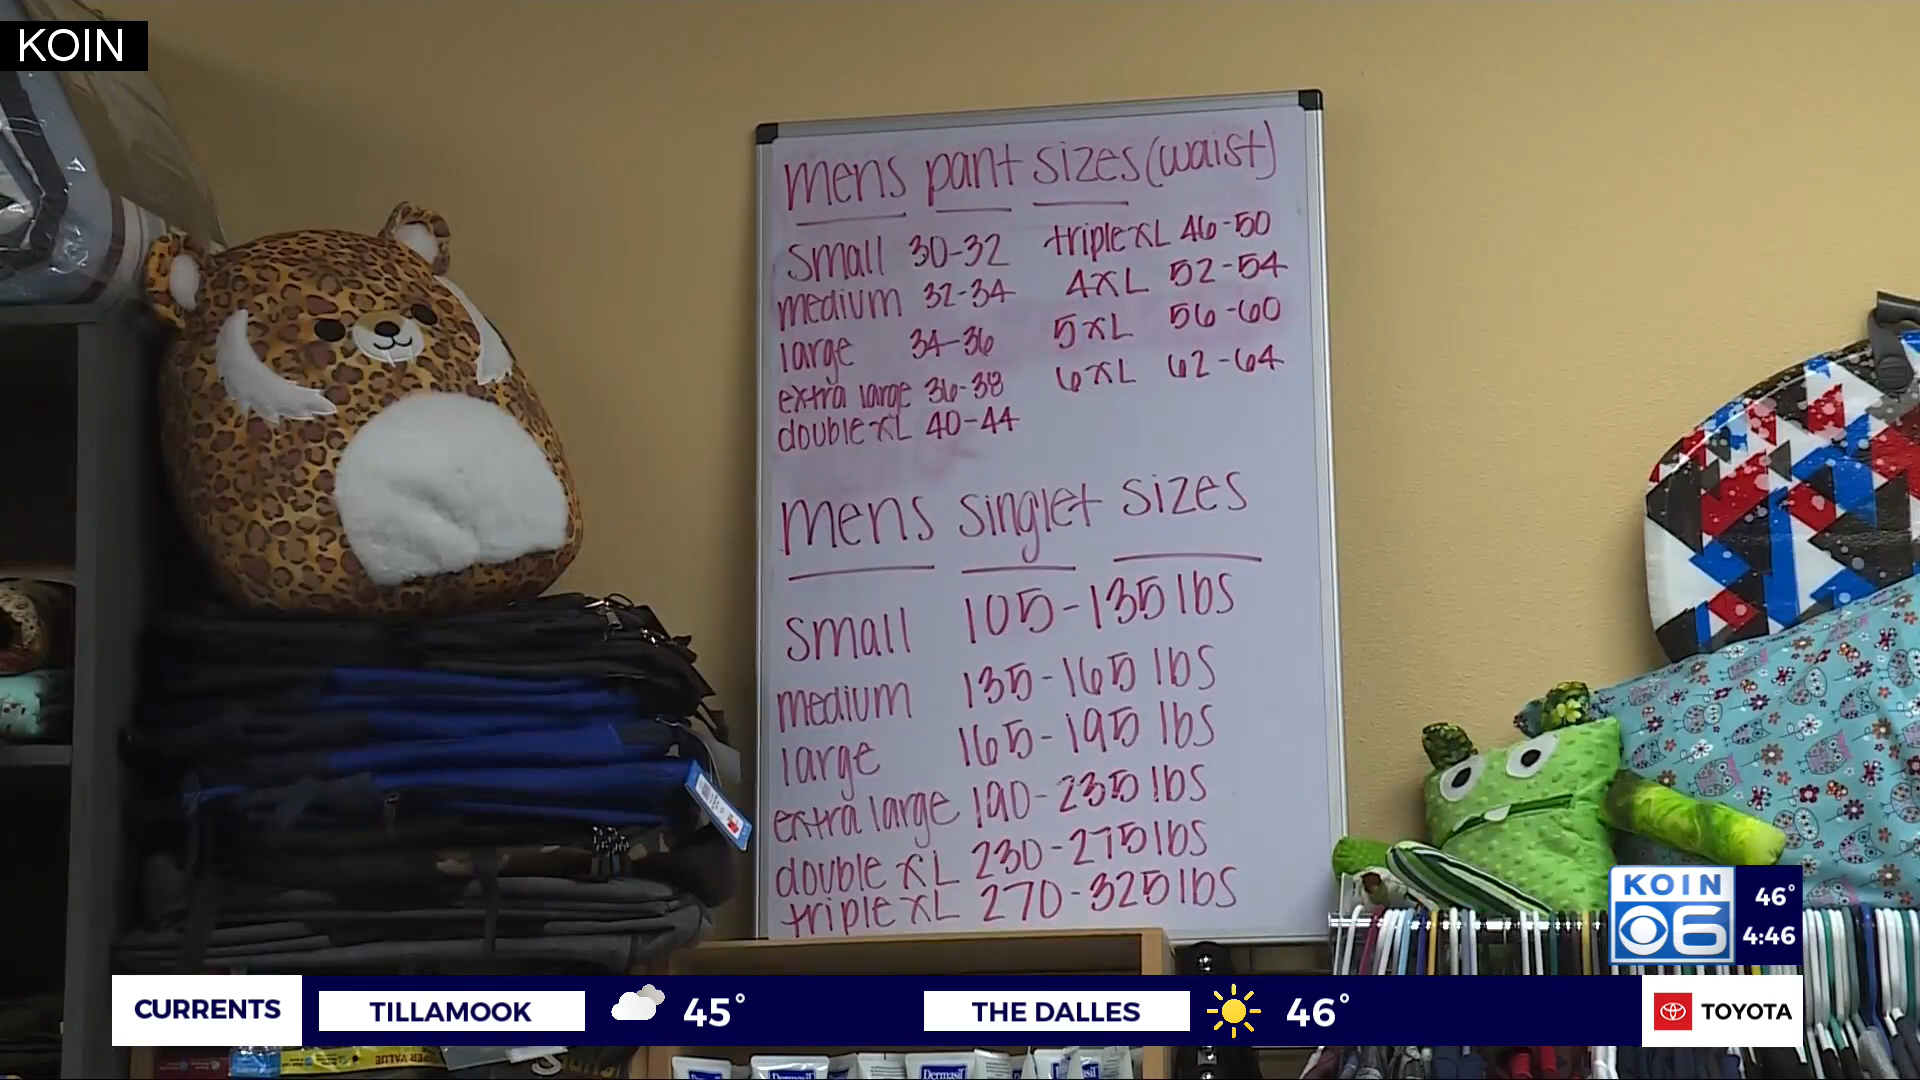 KOIN
mens pant sizes (waist)
small 30-32
medium 32-34
large 34-36
extra large 36-38
double XL 40-44
triple XL 46-50
4XL 52-54
5XL 56-60
6XL 62-64
mens singlet sizes
small 105-135 lbs
medium 135-165 lbs
large 165-195 lbs
extra large 190-235 lbs
double XL 230-275 lbs
triple XL 270-325 lbs
KOIN
6
46°
4:46
CURRENTS
TILLAMOOK
45°
THE DALLES
46°
TOYOTA
SUPER VALUE
Dermasil
Dermasil